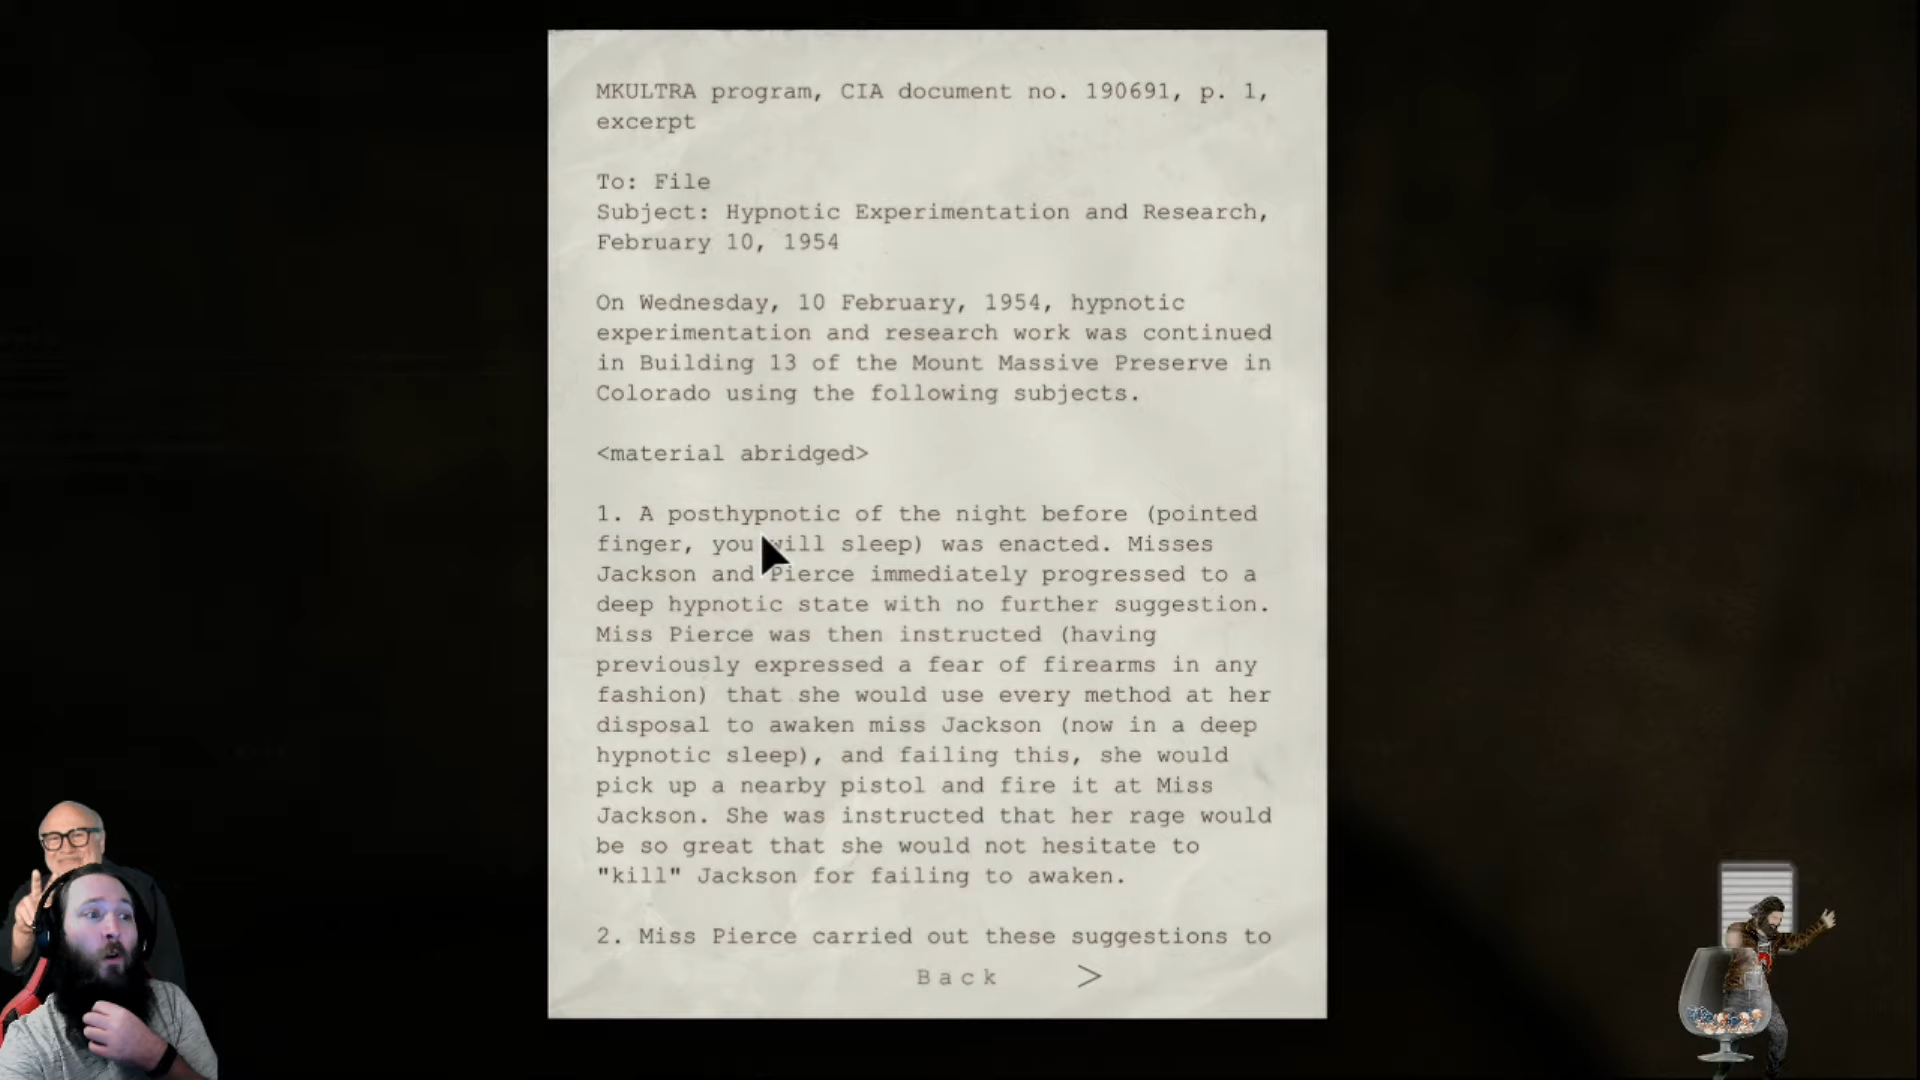 MKULTRA program, CIA document no. 190691, p. 1,
excerpt
To: File
Subject: Hypnotic Experimentation and Research,
February 10, 1954
On Wednesday, 10 February, 1954, hypnotic
experimentation and research work was continued
in Building 13 of the Mount Massive Preserve in
Colorado using the following subjects.
<material abridged>
1. A posthypnotic of the night before (pointed
finger, you will sleep) was enacted. Misses
Jackson and Pierce immediately progressed to a
deep hypnotic state with no further suggestion.
Miss Pierce was then instructed (having
previously expressed a fear of firearms in any
fashion) that she would use every method at her
disposal to awaken miss Jackson (now in a deep
hypnotic sleep), and failing this, she would
pick up a nearby pistol and fire it at Miss
Jackson. She was instructed that her rage would
be so great that she would not hesitate to
"kill" Jackson for failing to awaken.
2. Miss Pierce carried out these suggestions to
Back >